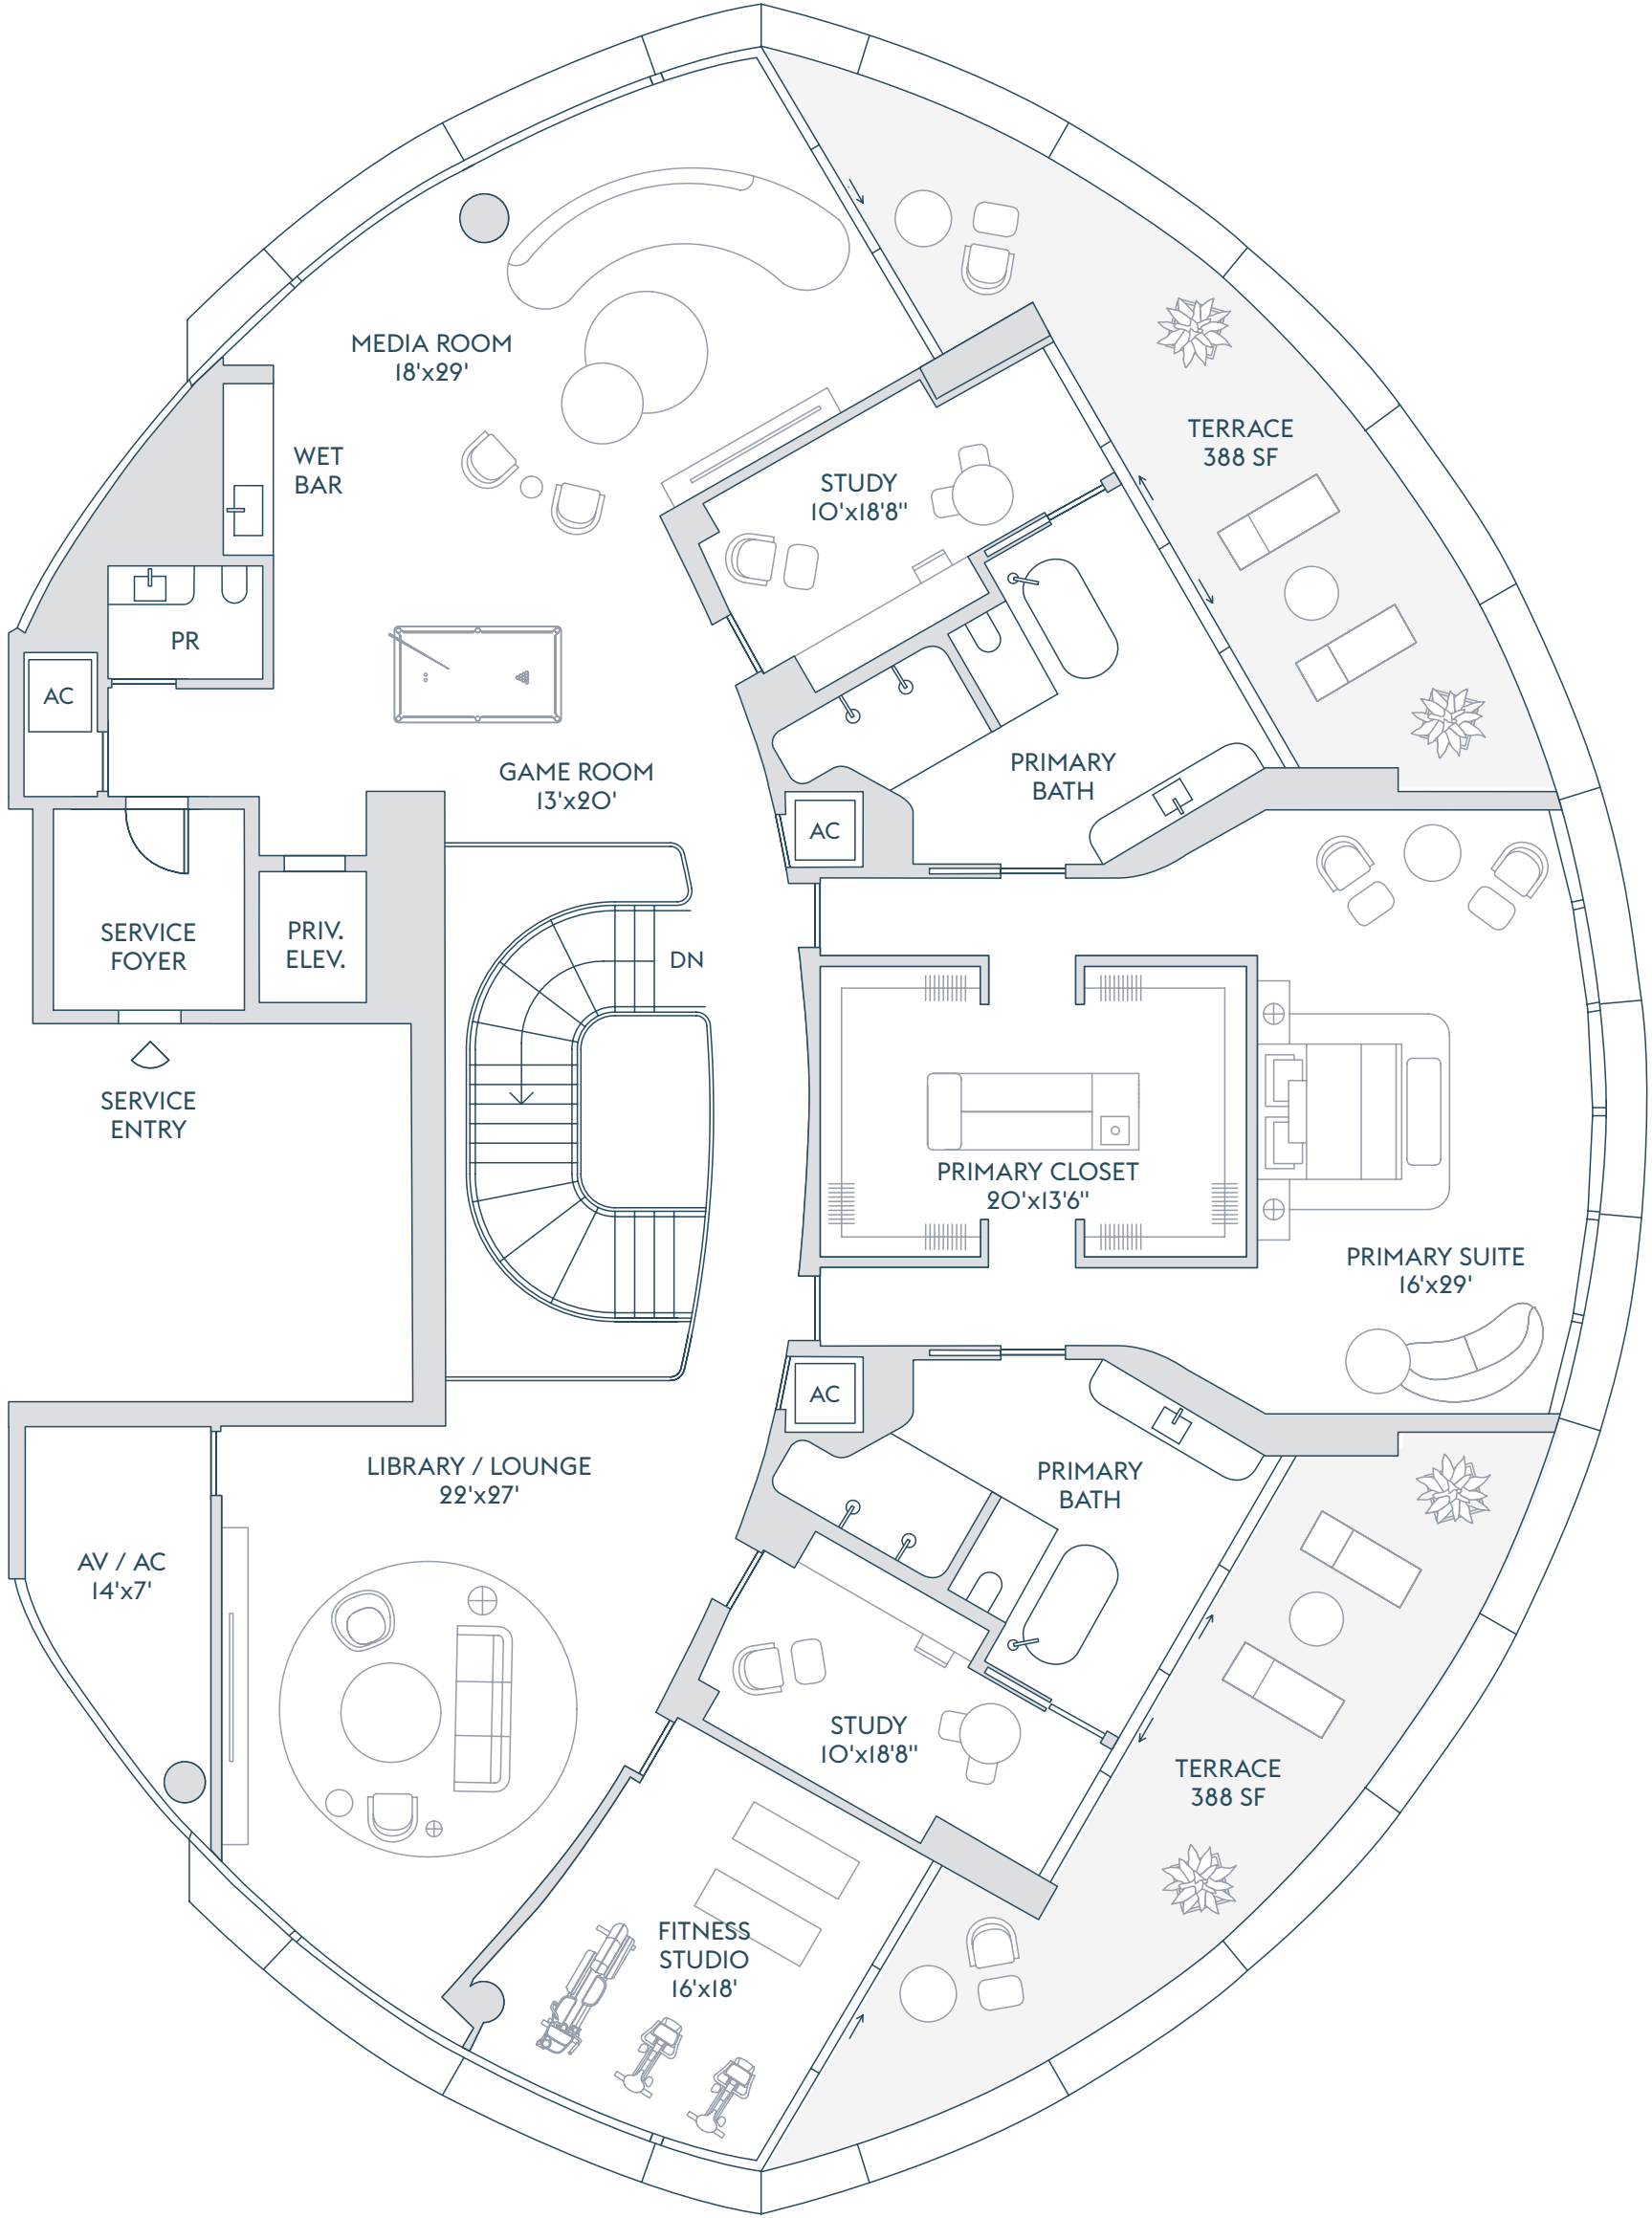 MEDIA ROOM
18'x29'
WET
BAR
TERRACE
388 SF
STUDY
10'x18'8"
PR
AC
GAME ROOM
13'x20'
PRIMARY
BATH
AC
SERVICE
FOYER
PRIV.
ELEV.
DN
SERVICE
ENTRY
PRIMARY CLOSET
20'x13'6"
PRIMARY SUITE
16'x29'
AC
LIBRARY / LOUNGE
22'x27'
PRIMARY
BATH
AV / AC
14'x7'
STUDY
10'x18'8"
TERRACE
388 SF
FITNESS
STUDIO
16'x18'